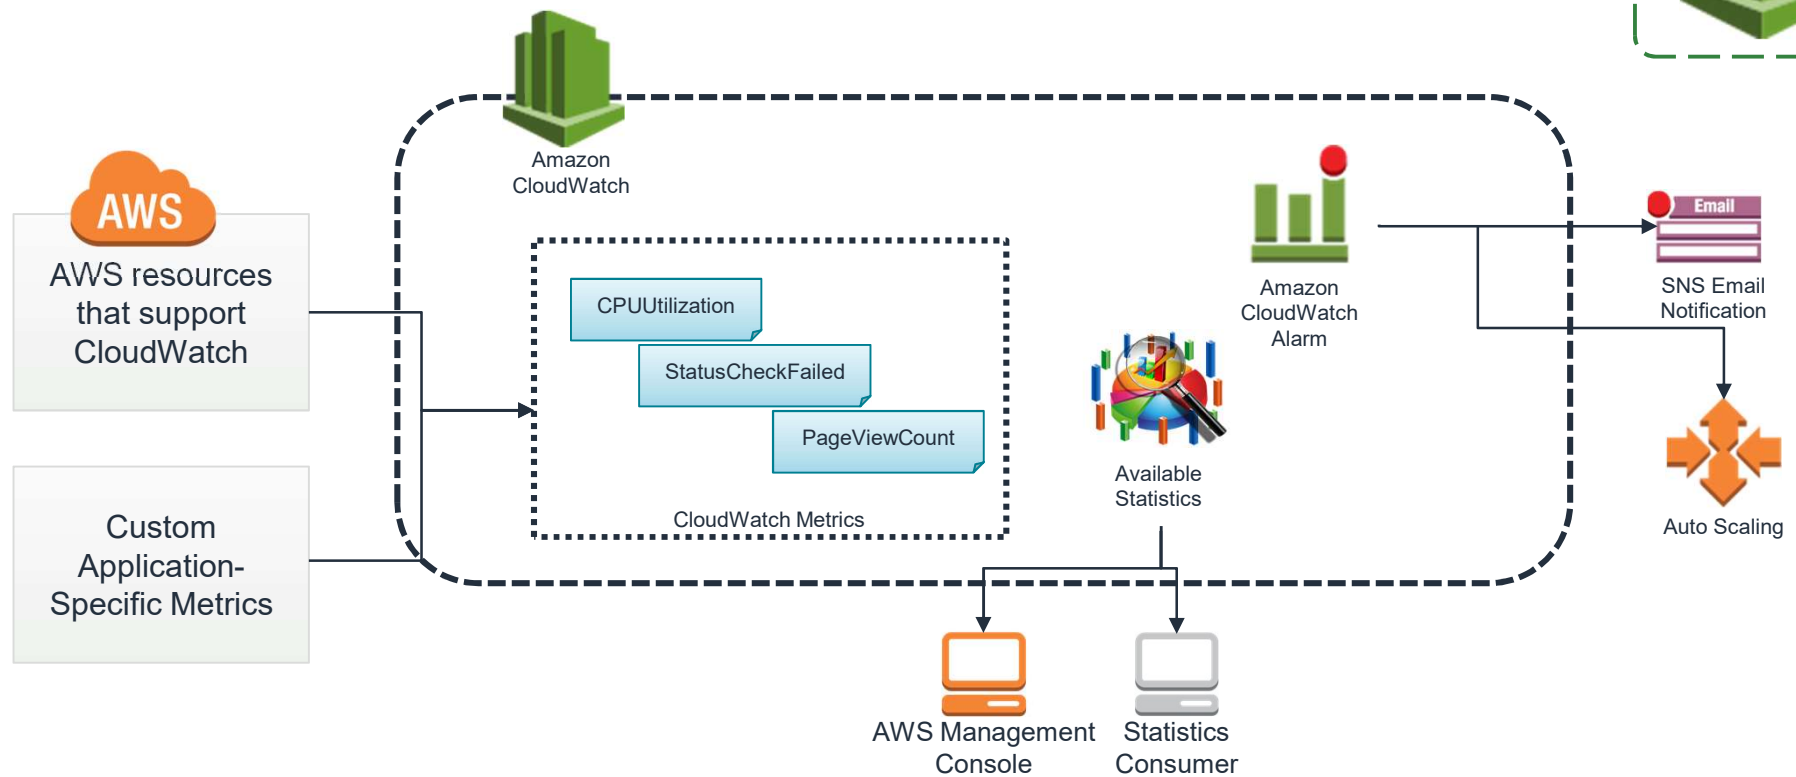 Amazon
CloudWatch
AWS
AWS resources
that support
CloudWatch
Custom
Application-
Specific Metrics
CPUUtilization
StatusCheckFailed
PageViewCount
CloudWatch Metrics
Available
Statistics
Amazon
CloudWatch
Alarm
Email
SNS Email
Notification
Auto Scaling
AWS Management
Console
Statistics
Consumer